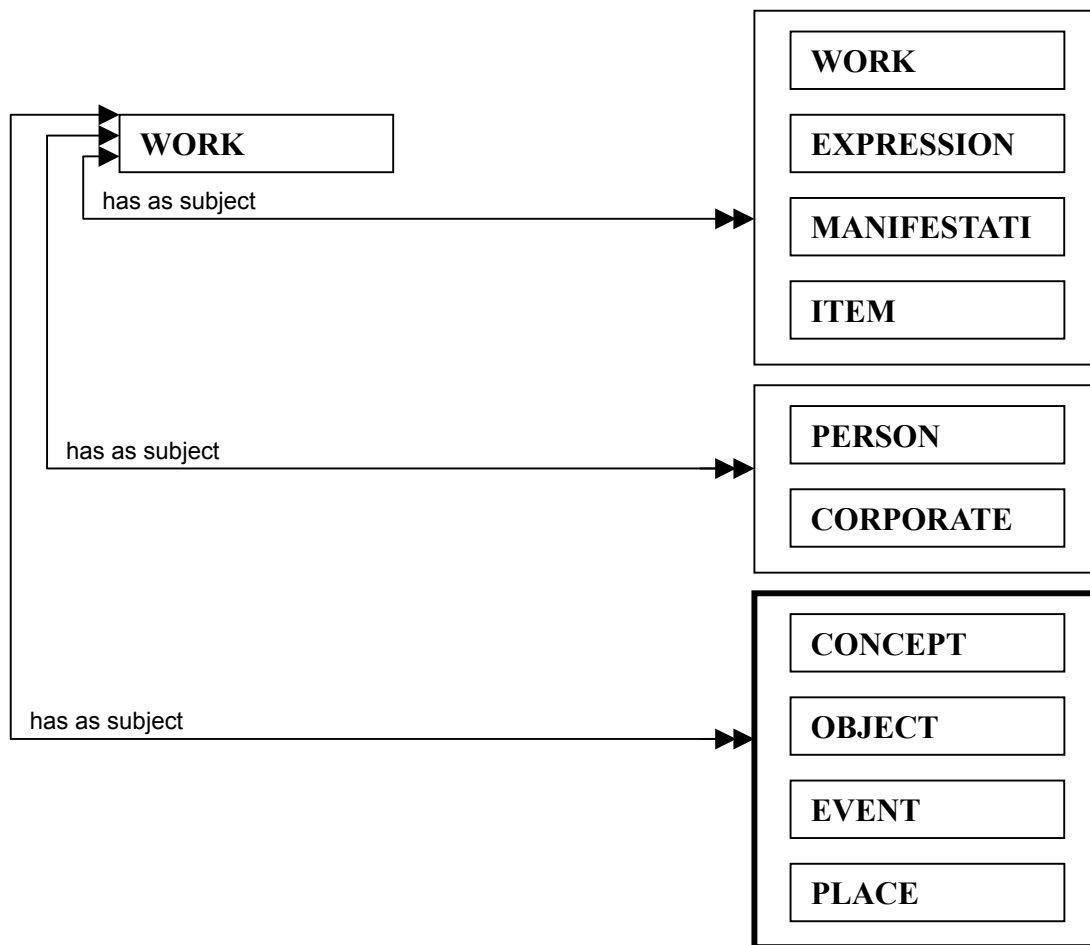 WORK
has as subject
has as subject
has as subject
WORK
EXPRESSION
MANIFESTATI
ITEM
PERSON
CORPORATE
CONCEPT
OBJECT
EVENT
PLACE